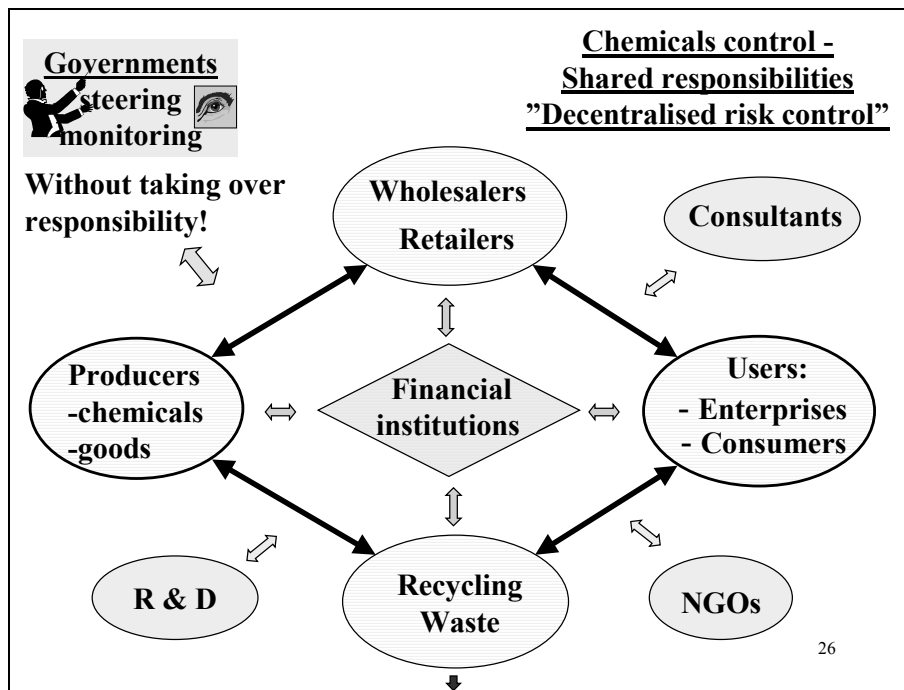 Governments
steering
monitoring
Chemicals control -
Shared responsibilities
”Decentralised risk control”
Without taking over
responsibility!
Wholesalers
Retailers
Consultants
Producers
-chemicals
-goods
Financial
institutions
Users:
- Enterprises
- Consumers
R & D
Recycling
Waste
NGOs
26